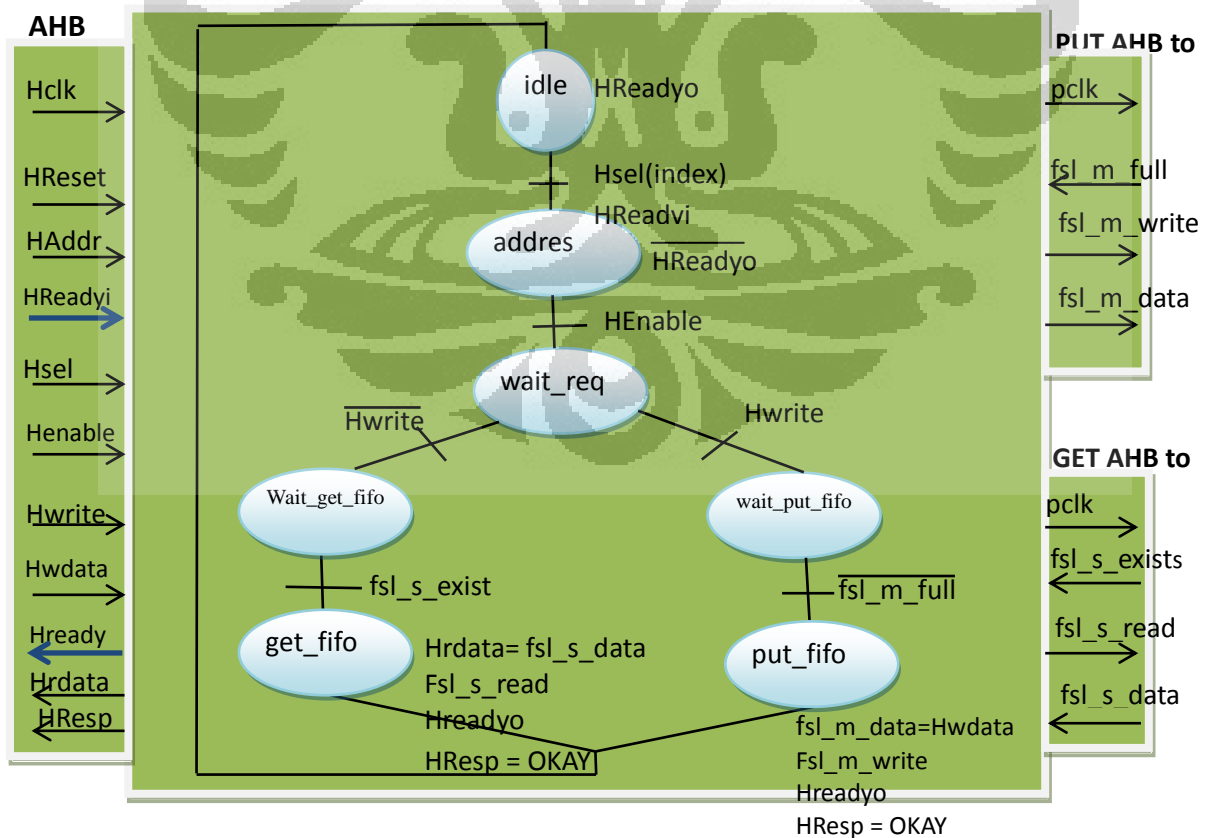 AHB
Hclk
HReset
HAddr
HReadyi
Hsel
Henable
Hwrite
Hwdata
Hready
Hrdata
HResp
idle
HReadyo
Hsel(index)
HReadyi
addres
HReadyo
HEnable
wait_req
Hwrite
Hwrite
Wait_get_fifo
wait_put_fifo
fsl_s_exist
fsl_m_full
get_fifo
Hrdata= fsl_s_data
Fsl_s_read
Hreadyo
HResp = OKAY
put_fifo
fsl_m_data=Hwdata
Fsl_m_write
Hreadyo
HResp = OKAY
PUT AHB to
pclk
fsl_m_full
fsl_m_write
fsl_m_data
GET AHB to
pclk
fsl_s_exists
fsl_s_read
fsl_s_data